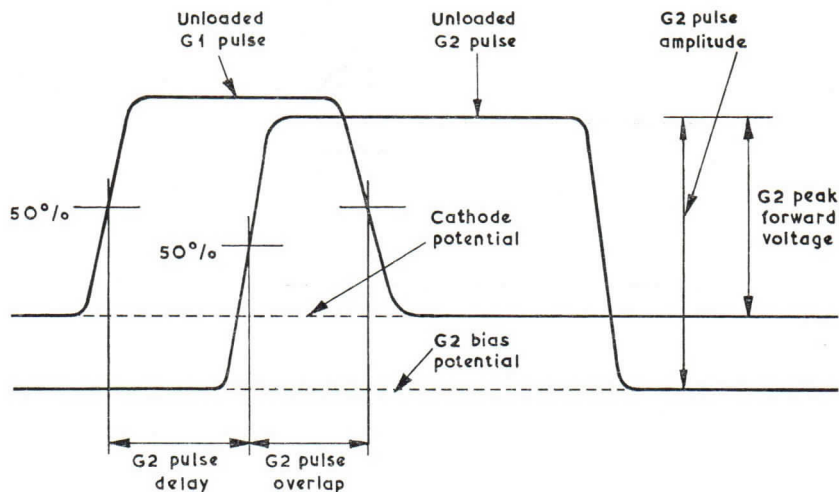 Unloaded
G1 pulse
Unloaded
G2 pulse
G2 pulse
amplitude
50%
50%
Cathode
potential
G2 peak
forward
voltage
G2 bias
potential
G2 pulse
delay
G2 pulse
overlap